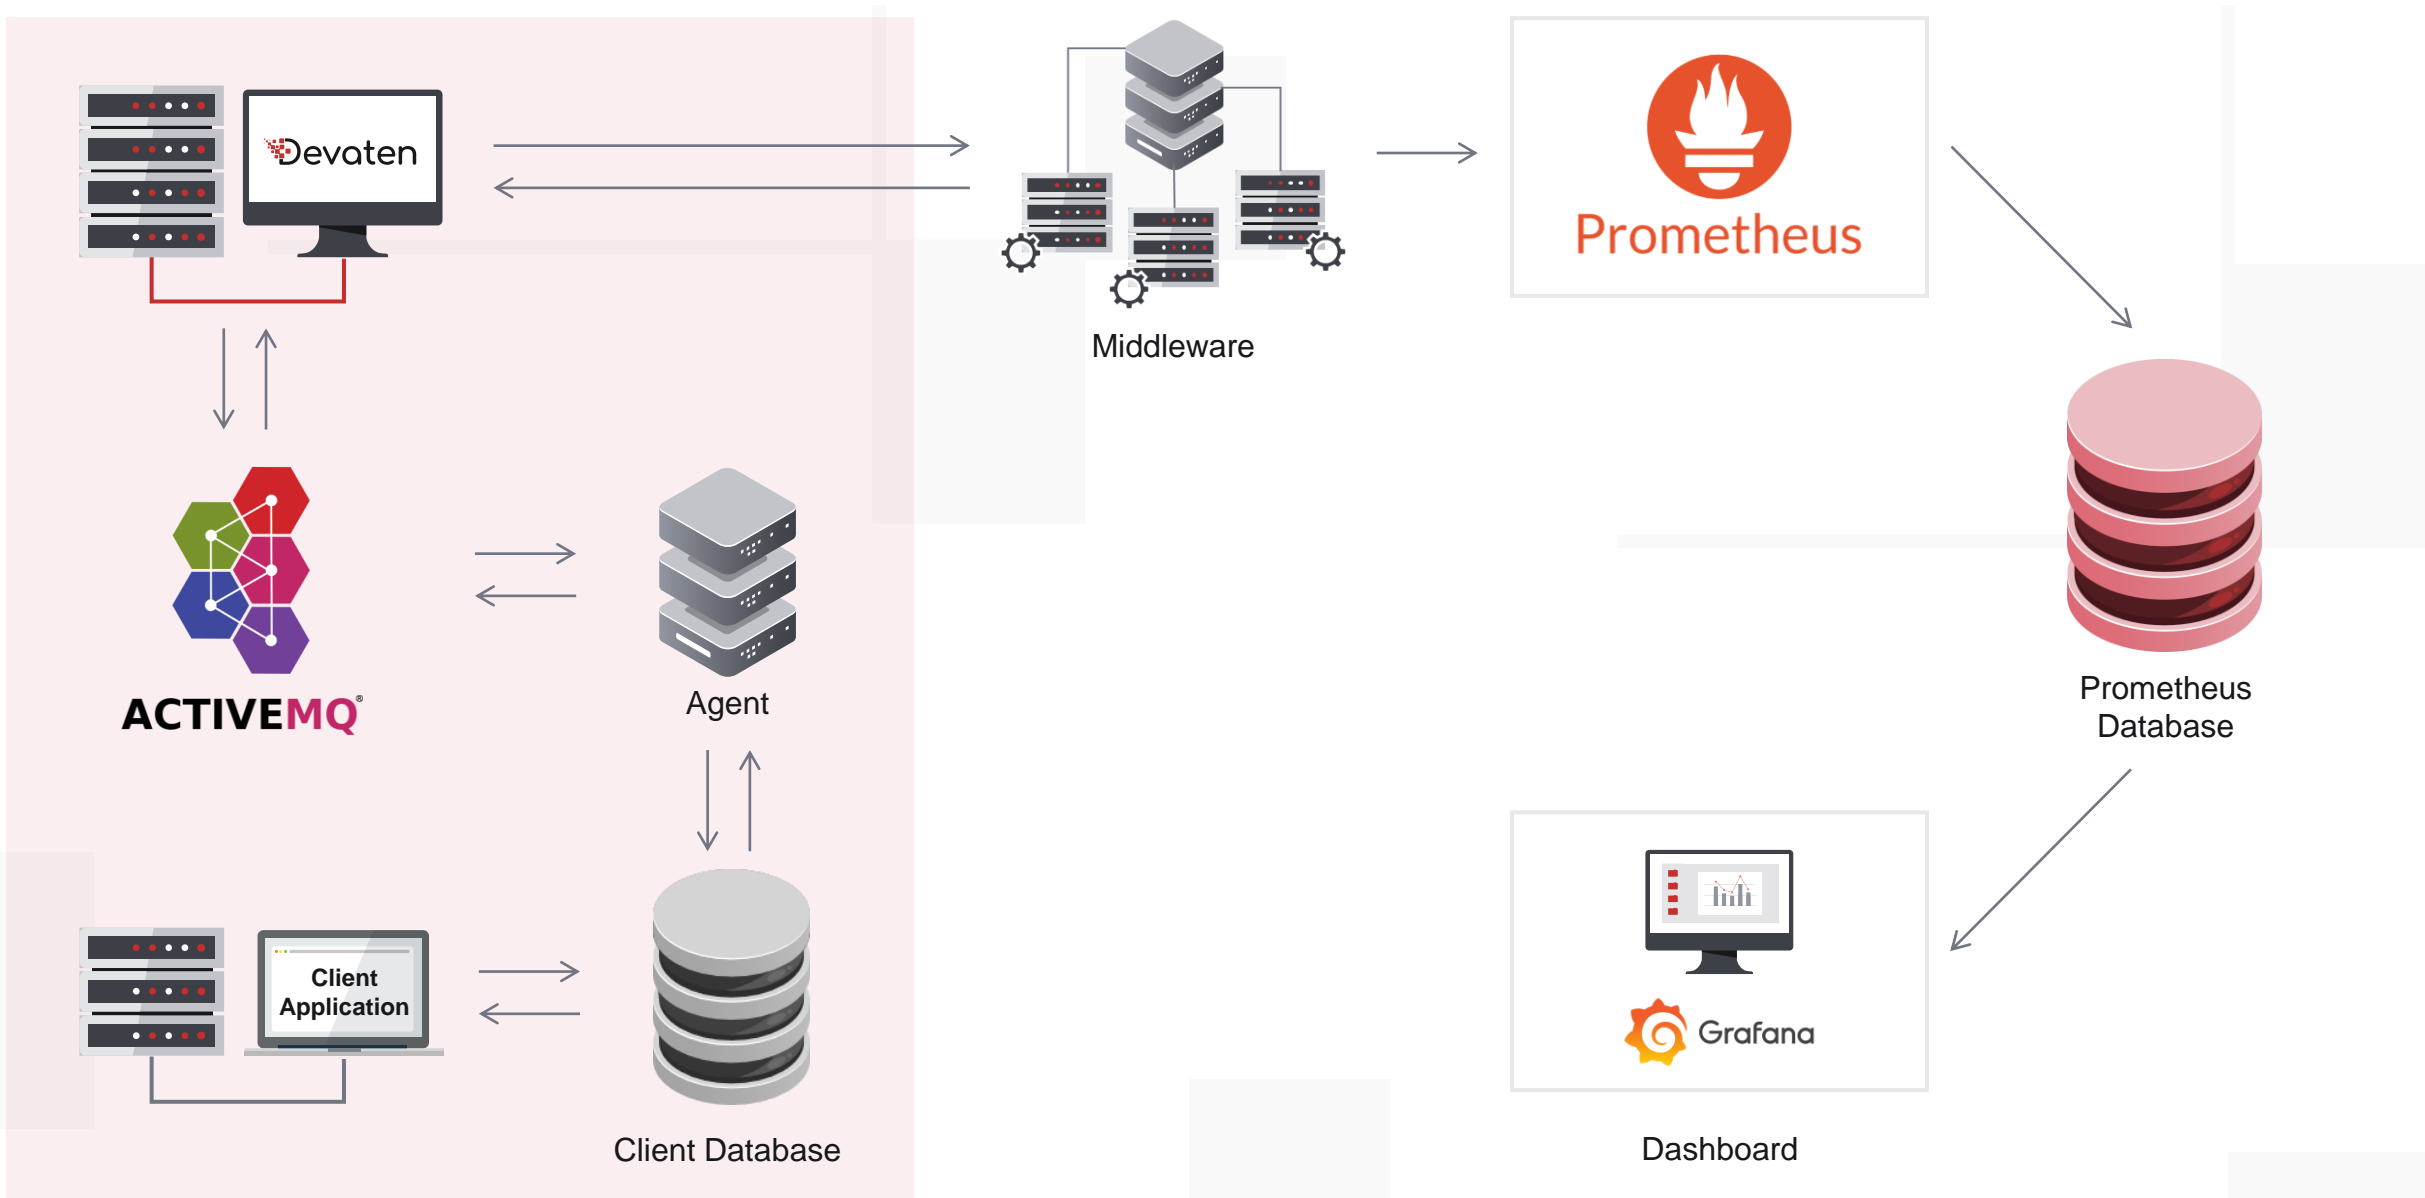 Devaten
Middleware
Prometheus
ACTIVEMQ®
Agent
Prometheus
Database
Client
Application
Client Database
Grafana
Dashboard